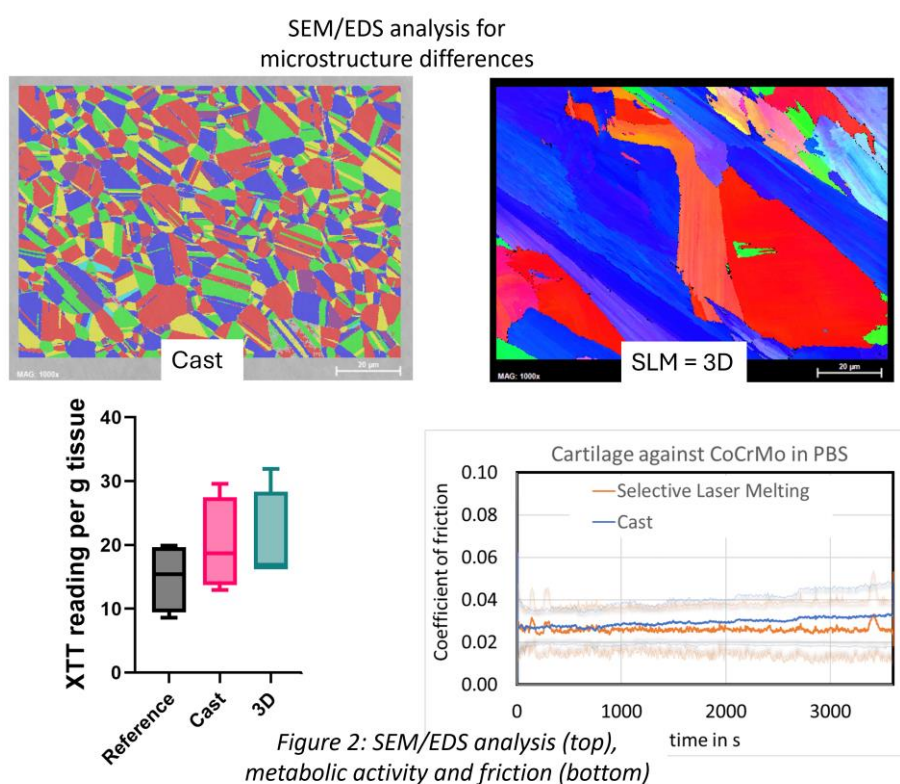 SEM/EDS analysis for
microstructure differences
Cast
MAG: 1000x
20 µm
SLM = 3D
MAG: 1000x
20 µm
XTT reading per g tissue
40
30
20
10
0
Reference
Cast
3D
Cartilage against CoCrMo in PBS
Selective Laser Melting
Cast
Coefficient of friction
0.10
0.08
0.06
0.04
0.02
0.00
0
1000
2000
3000
time in s
Figure 2: SEM/EDS analysis (top),
metabolic activity and friction (bottom)